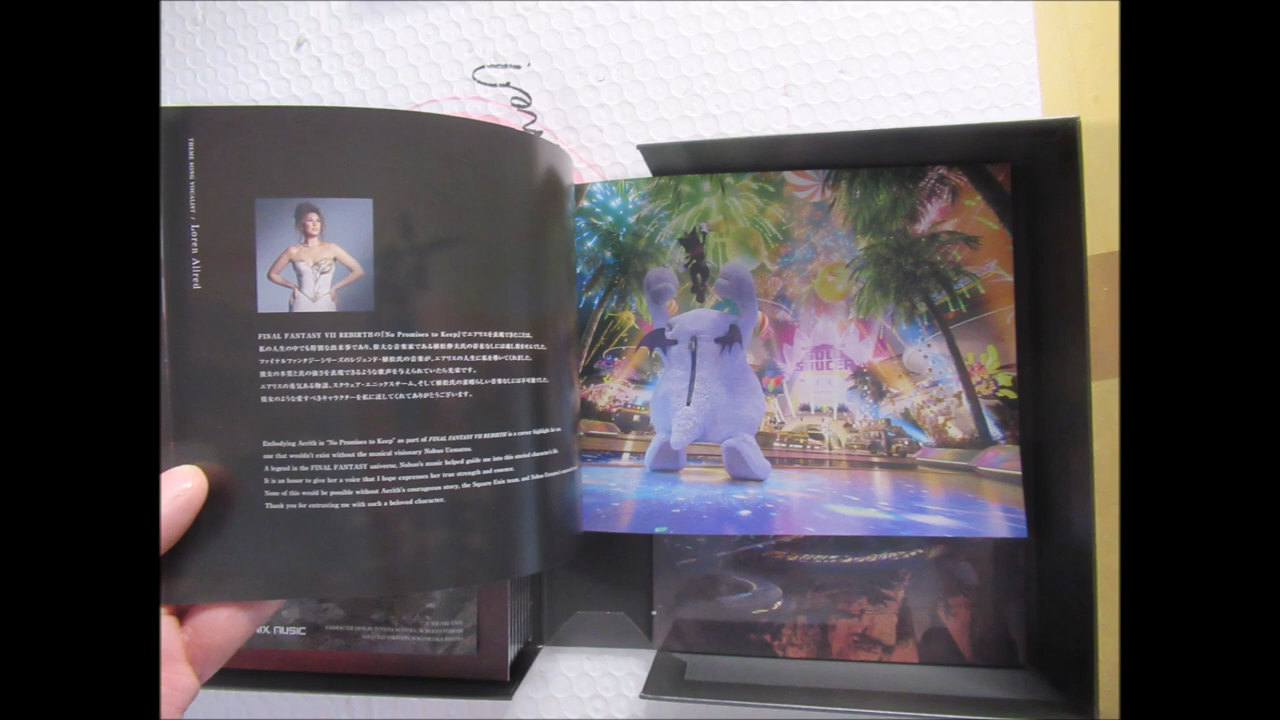 THEME SONG VOCALIST / Loren Allred
FINAL FANTASY VII REBIRTHの『No Promises to Keep』でエアリスを表現できたことは、
私の人生の中でも特別な出来事であり、偉大な音楽家である植松伸夫氏の存在なしには成し得ませんでした。
ファイナルファンタジーシリーズのレジェンド・植松氏の音楽が、エアリスの人生に私を導いてくれました。
彼女の本質と真の強さを表現できるような歌声を与えられていたら光栄です。
エアリスの勇気ある物語、スクウェア・エニックスチーム、そして植松氏の素晴らしい音楽なしには不可能でした。
彼女のような愛すべきキャラクターを私に託してくれてありがとうございます。
Embodying Aerith in "No Promises to Keep" as part of FINAL FANTASY VII REBIRTH is a career highlight for me
one that wouldn't exist without the musical visionary Nobuo Uematsu.
A legend in the FINAL FANTASY universe, Nobuo's music helped guide me into this storied character's life.
It is an honor to give her a voice that I hope expresses her true strength and essence.
None of this would be possible without Aerith's courageous story, the Square Enix team, and Nobuo Uematsu's
Thank you for entrusting me with such a beloved character.
GOLD
SAUCER
IX MUSIC